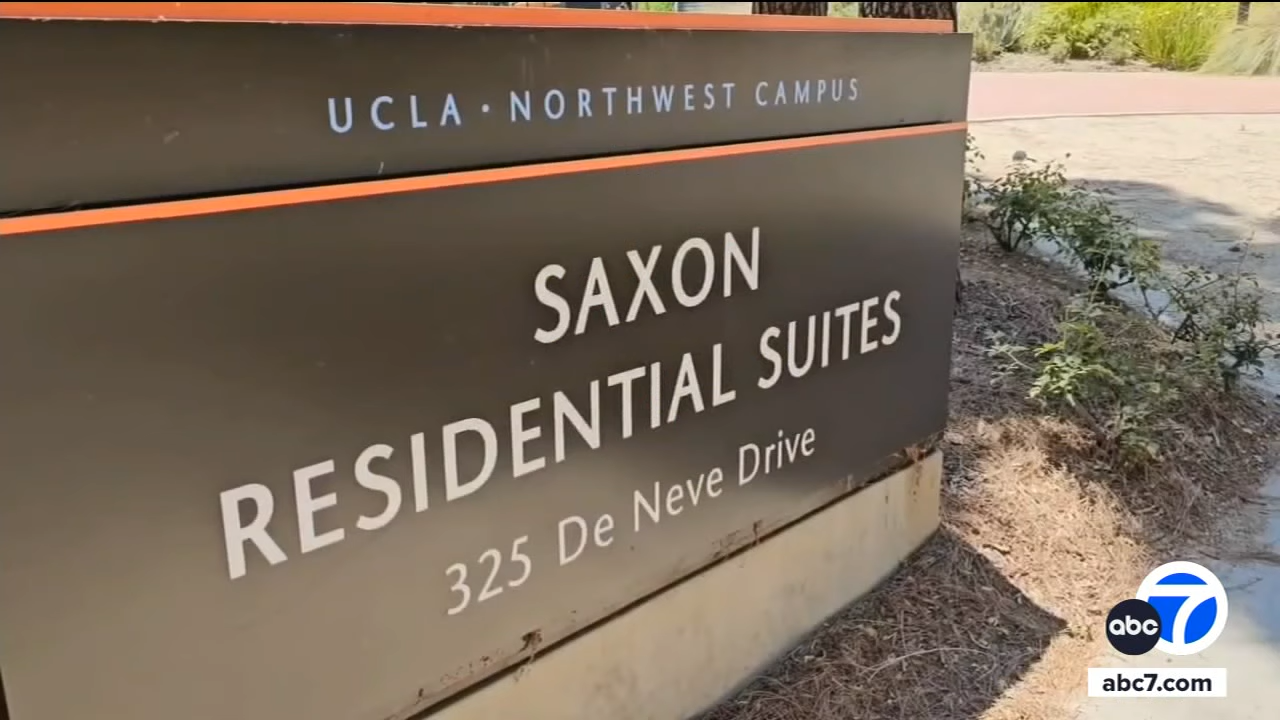 UCLA · NORTHWEST CAMPUS
SAXON
RESIDENTIAL SUITES
325 De Neve Drive
abc 7
abc7.com